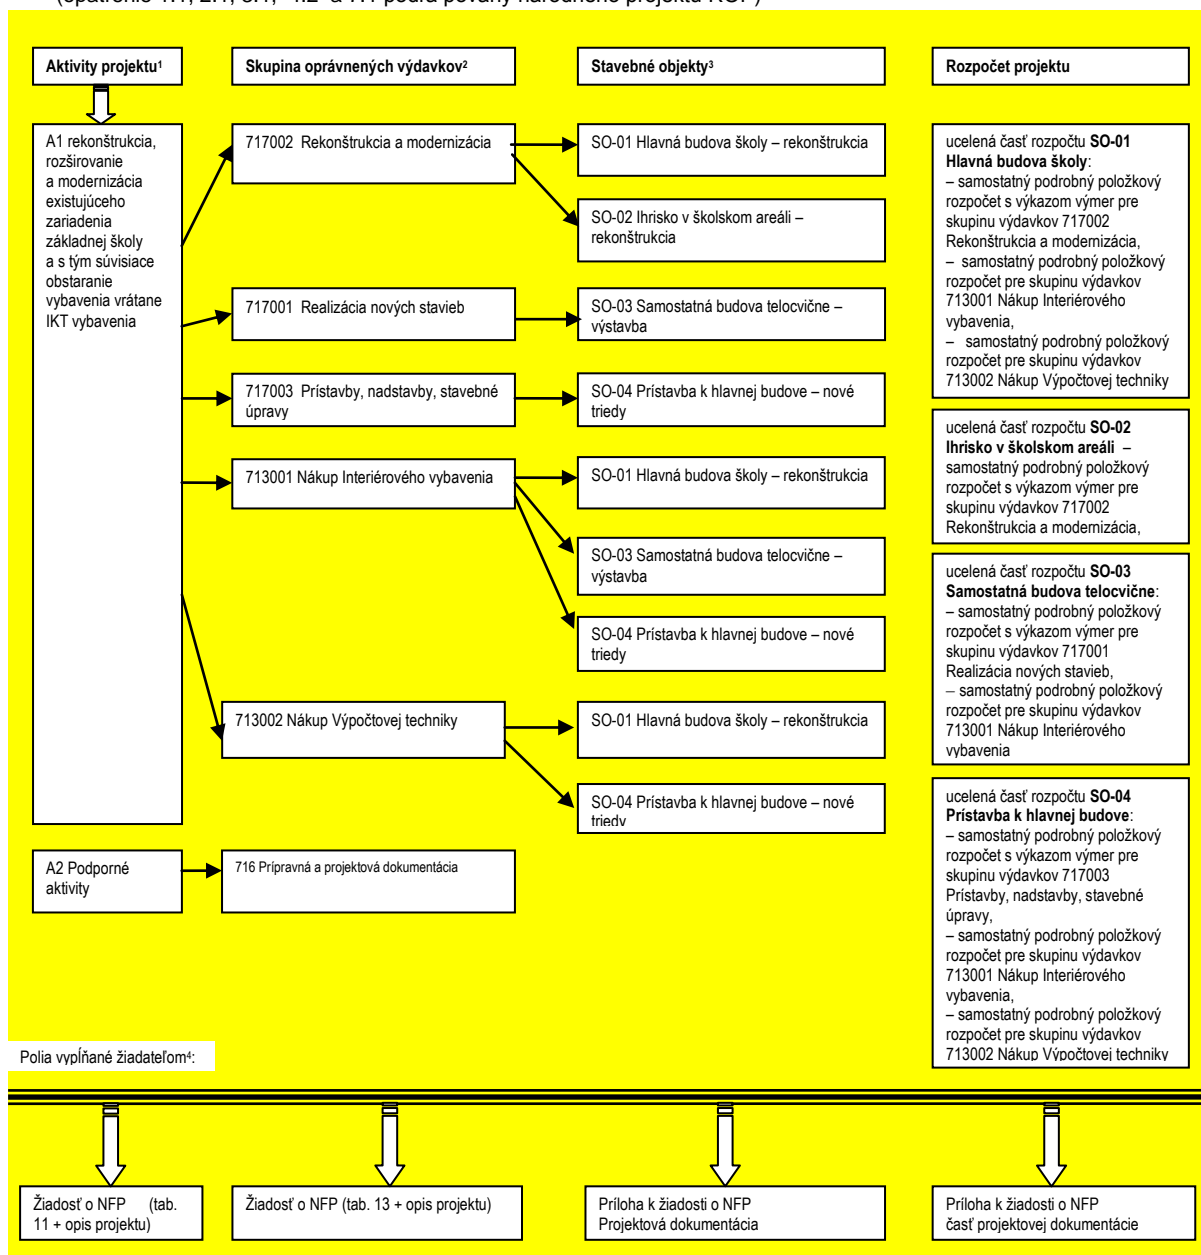 Aktivity projektu¹
Skupina oprávnených výdavkov²
Stavebné objekty³
Rozpočet projektu
A1 rekonštrukcia,
rozširovanie
a modernizácia
existujúceho
zariadenia
základnej školy
a s tým súvisiace
obstaranie
vybavenia vrátane
IKT vybavenia
717002 Rekonštrukcia a modernizácia
SO-01 Hlavná budova školy – rekonštrukcia
SO-02 Ihrisko v školskom areáli –
rekonštrukcia
717001 Realizácia nových stavieb
SO-03 Samostatná budova telocvične –
výstavba
717003 Prístavby, nadstavby, stavebné
úpravy
SO-04 Prístavba k hlavnej budove – nové
triedy
713001 Nákup Interiérového vybavenia
SO-01 Hlavná budova školy – rekonštrukcia
SO-03 Samostatná budova telocvične –
výstavba
SO-04 Prístavba k hlavnej budove – nové
triedy
713002 Nákup Výpočtovej techniky
SO-01 Hlavná budova školy – rekonštrukcia
SO-04 Prístavba k hlavnej budove – nové
triedy
A2 Podporné
aktivity
716 Prípravná a projektová dokumentácia
ucelená časť rozpočtu SO-01
Hlavná budova školy:
– samostatný podrobný položkový
rozpočet s výkazom výmer pre
skupinu výdavkov 717002
Rekonštrukcia a modernizácia,
– samostatný podrobný položkový
rozpočet pre skupinu výdavkov
713001 Nákup Interiérového
vybavenia,
– samostatný podrobný položkový
rozpočet pre skupinu výdavkov
713002 Nákup Výpočtovej techniky
ucelená časť rozpočtu SO-02
Ihrisko v školskom areáli –
samostatný podrobný položkový
rozpočet s výkazom výmer pre
skupinu výdavkov 717002
Rekonštrukcia a modernizácia,
ucelená časť rozpočtu SO-03
Samostatná budova telocvične:
– samostatný podrobný položkový
rozpočet s výkazom výmer pre
skupinu výdavkov 717001
Realizácia nových stavieb,
– samostatný podrobný položkový
rozpočet pre skupinu výdavkov
713001 Nákup Interiérového
vybavenia
ucelená časť rozpočtu SO-04
Prístavba k hlavnej budove:
– samostatný podrobný položkový
rozpočet s výkazom výmer pre
skupinu výdavkov 717003
Prístavby, nadstavby, stavebné
úpravy,
– samostatný podrobný položkový
rozpočet pre skupinu výdavkov
713001 Nákup Interiérového
vybavenia,
– samostatný podrobný položkový
rozpočet pre skupinu výdavkov
713002 Nákup Výpočtovej techniky
Polia vypĺňané žiadateľom⁴:
Žiadosť o NFP (tab.
11 + opis projektu)
Žiadosť o NFP (tab. 13 + opis projektu)
Príloha k žiadosti o NFP
Projektová dokumentácia
Príloha k žiadosti o NFP
časť projektovej dokumentácie